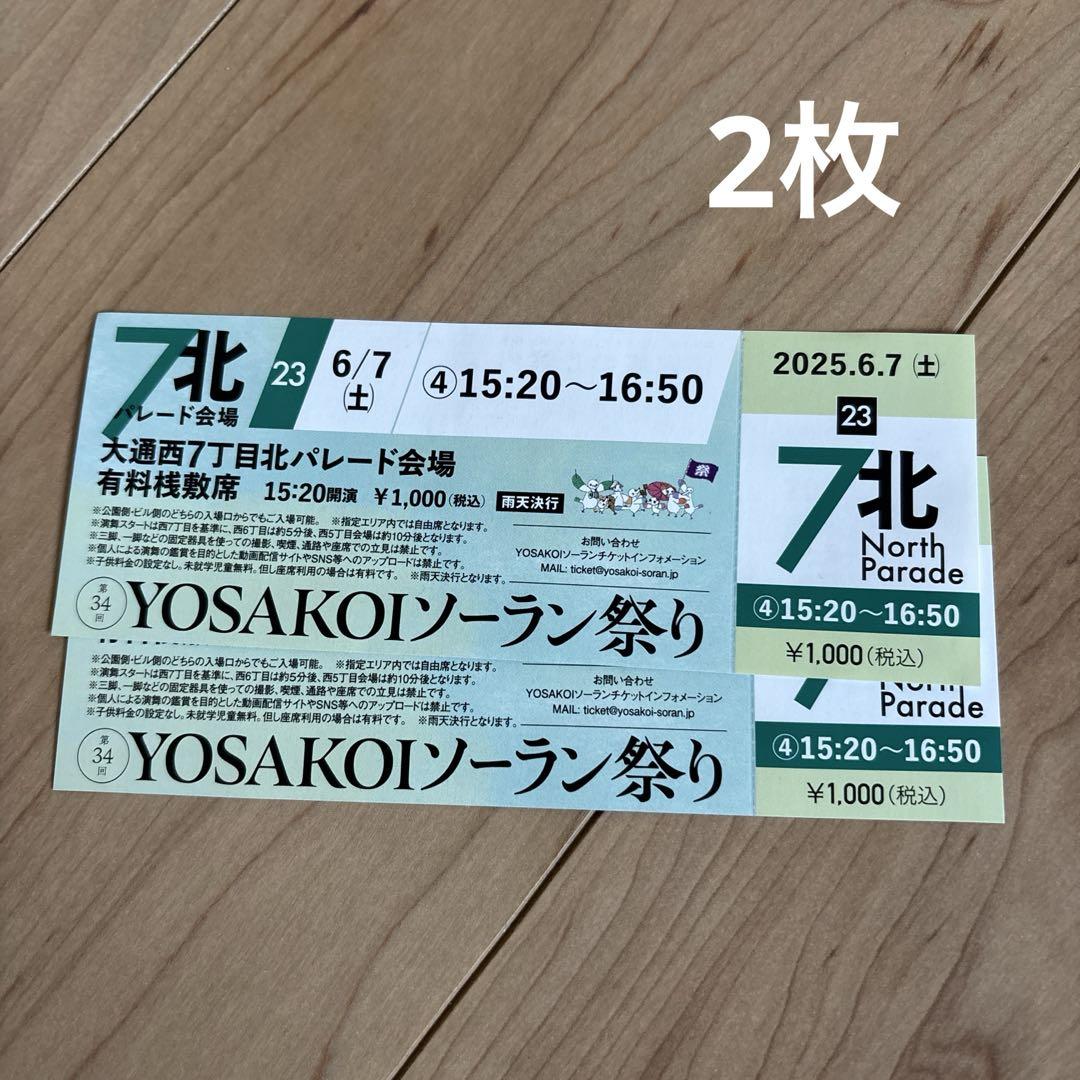 2枚
7北
パレード会場
23
6/7
(土)
④15:20～16:50
大通西7丁目北パレード会場
有料桟敷席 15:20開演 ¥1,000(税込) 雨天決行
祭
※公園側・ビル側のどちらの入場口からでもご入場可能。 ※指定エリア内では自由席となります。
※演舞スタートは西7丁目を基準に、西6丁目は約5分後、西5丁目会場は約10分後となります。
※三脚、一脚などの固定器具を使っての撮影、喫煙、通路や座席での立見は禁止です。
※個人による演舞の鑑賞を目的とした動画配信サイトやSNS等へのアップロードは禁止です。
※子供料金の設定なし。未就学児童無料。但し座席利用の場合は有料です。 ※雨天決行となります。
お問い合わせ
YOSAKOIソーランチケットインフォメーション
MAIL: ticket@yosakoi-soran.jp
第34回
YOSAKOIソーラン祭り
2025.6.7 (土)
23
7北
North
Parade
④15:20～16:50
¥1,000(税込)
※公園側・ビル側のどちらの入場口からでもご入場可能。 ※指定エリア内では自由席となります。
※演舞スタートは西7丁目を基準に、西6丁目は約5分後、西5丁目会場は約10分後となります。
※三脚、一脚などの固定器具を使っての撮影、喫煙、通路や座席での立見は禁止です。
※個人による演舞の鑑賞を目的とした動画配信サイトやSNS等へのアップロードは禁止です。
※子供料金の設定なし。未就学児童無料。但し座席利用の場合は有料です。 ※雨天決行となります。
お問い合わせ
YOSAKOIソーランチケットインフォメーション
MAIL: ticket@yosakoi-soran.jp
第34回
YOSAKOIソーラン祭り
7
North
Parade
④15:20～16:50
¥1,000(税込)